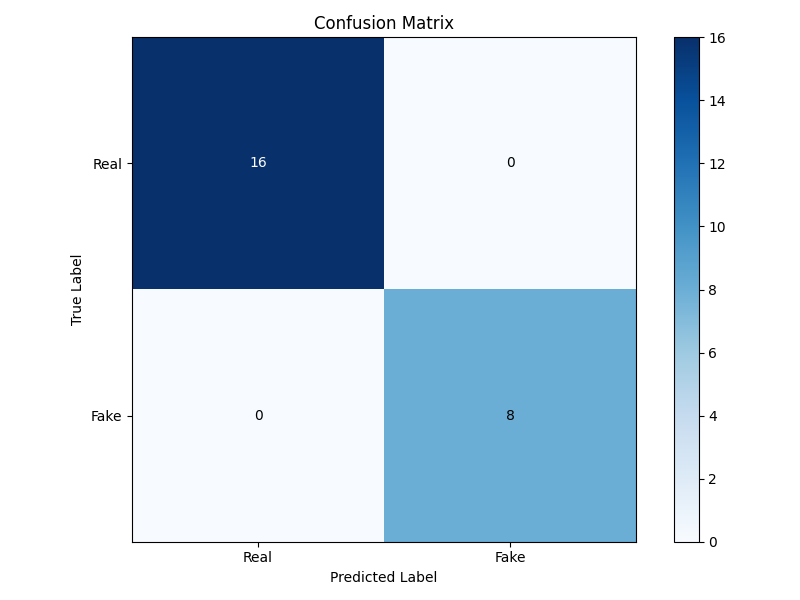 Confusion Matrix
True Label
Real
Fake
16
0
0
8
Real
Fake
Predicted Label
16
14
12
10
8
6
4
2
0